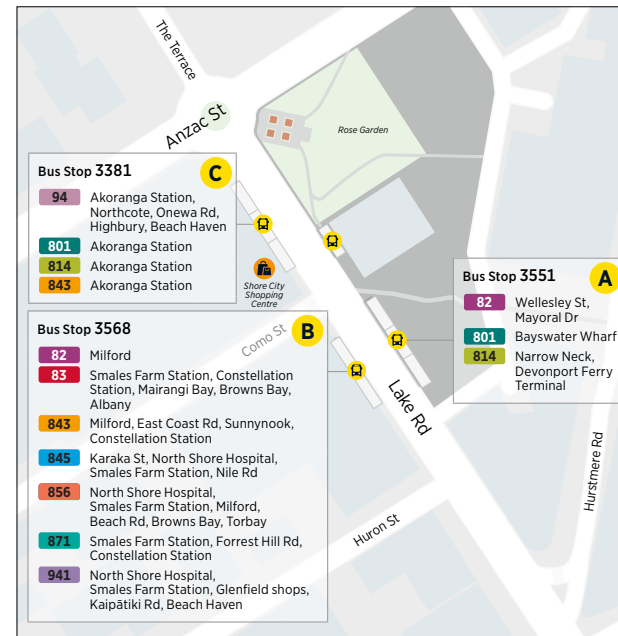 The Terrace
Anzac St
Rose Garden
Bus Stop 3381
C
94 Akoranga Station,
Northcote, Onewa Rd,
Highbury, Beach Haven
801 Akoranga Station
814 Akoranga Station
843 Akoranga Station
Shore City
Shopping
Centre
Bus Stop 3551
A
82 Wellesley St,
Mayoral Dr
801 Bayswater Wharf
814 Narrow Neck,
Devonport Ferry
Terminal
Bus Stop 3568
B
82 Milford
83 Smales Farm Station, Constellation
Station, Mairangi Bay, Browns Bay,
Albany
843 Milford, East Coast Rd, Sunnynook,
Constellation Station
845 Karaka St, North Shore Hospital,
Smales Farm Station, Nile Rd
856 North Shore Hospital,
Smales Farm Station, Milford,
Beach Rd, Browns Bay, Torbay
871 Smales Farm Station, Forrest Hill Rd,
Constellation Station
941 North Shore Hospital,
Smales Farm Station, Glenfield shops,
Kaipātiki Rd, Beach Haven
Como St
Lake Rd
Huron St
Hurstmere Rd